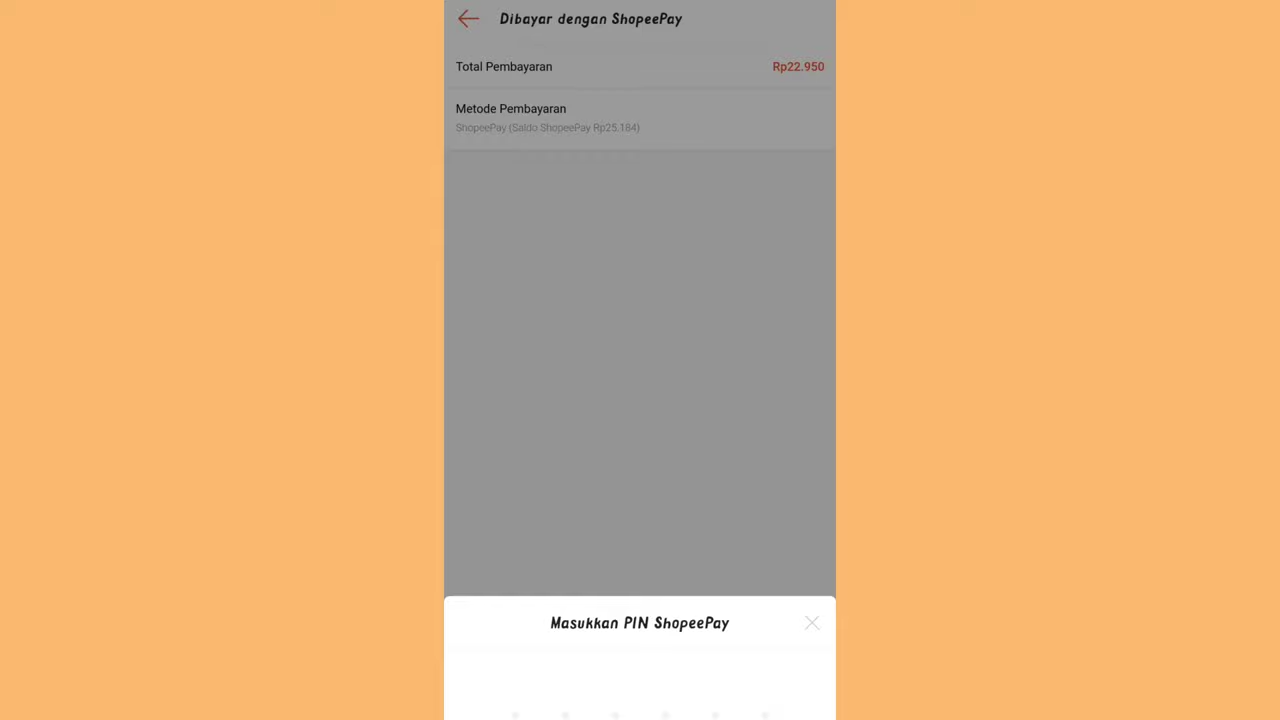 Dibayar dengan ShopeePay
Total Pembayaran Rp22.950
Metode Pembayaran
ShopeePay (Saldo ShopeePay Rp25.184)
Masukkan PIN ShopeePay